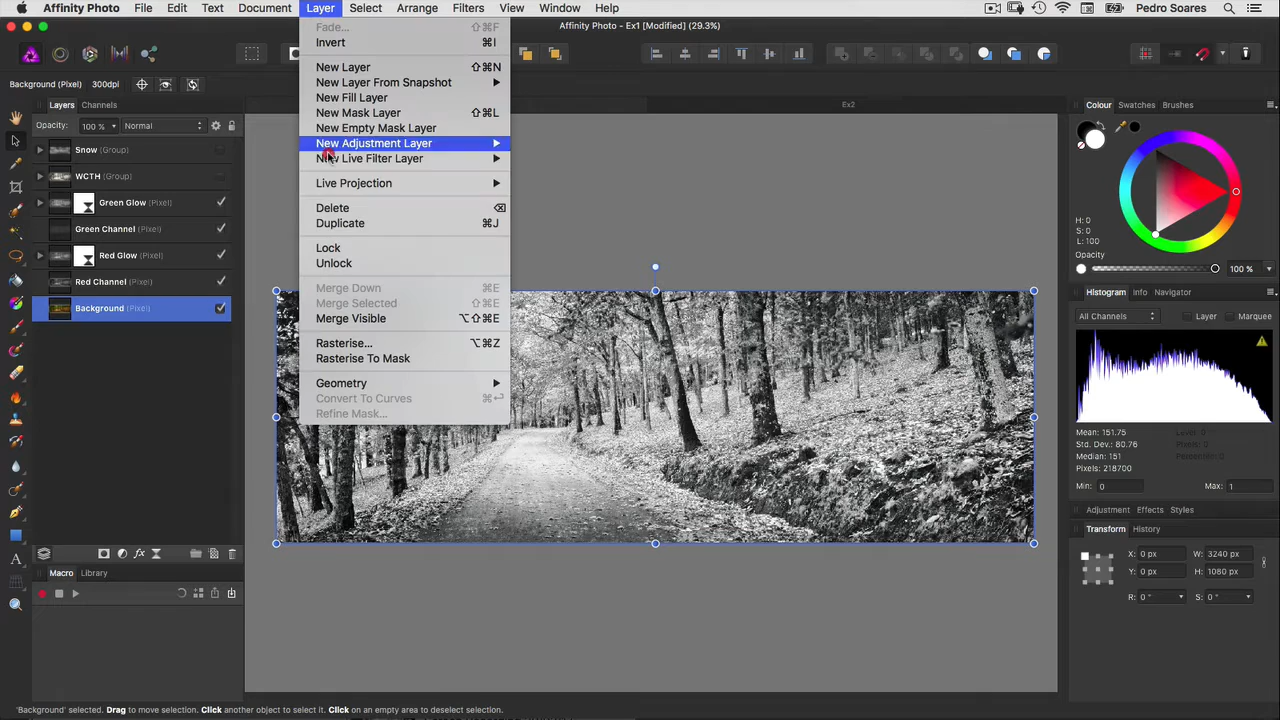 Affinity Photo File Edit Text Document Layer Select Arrange Filters View Window Help Pedro Soares
Affinity Photo - Ex1 [Modified] (29.3%)
Background (Pixel) 300dpi
Layers Channels
Opacity: 100 % Normal
Snow (Group)
WCTH (Group)
Green Glow (Pixel)
Green Channel (Pixel)
Red Glow (Pixel)
Red Channel (Pixel)
Background (Pixel)
Macro Library
Fade... ⇧⌘F
Invert ⌘I
New Layer ⇧⌘N
New Layer From Snapshot
New Fill Layer
New Mask Layer ⇧⌘L
New Empty Mask Layer
New Adjustment Layer
New Live Filter Layer
Live Projection
Delete ⌫
Duplicate ⌘J
Lock
Unlock
Merge Down ⌘E
Merge Selected ⇧⌘E
Merge Visible ⌥⇧⌘E
Rasterise... ⌥⌘Z
Rasterise To Mask
Geometry
Convert To Curves ⌘↩
Refine Mask...
Ex2
Colour Swatches Brushes
H: 0
S: 0
L: 100
Opacity
100 %
Histogram Info Navigator
All Channels Layer Marquee
Mean: 151.75
Std. Dev.: 80.76
Median: 151
Pixels: 218700
Min: 0 Max: 1
Adjustment Effects Styles
Transform History
X: 0 px W: 3240 px
Y: 0 px H: 1080 px
R: 0 ° S: 0 °
'Background' selected. Drag to move selection. Click another object to select it. Click on an empty area to deselect selection.